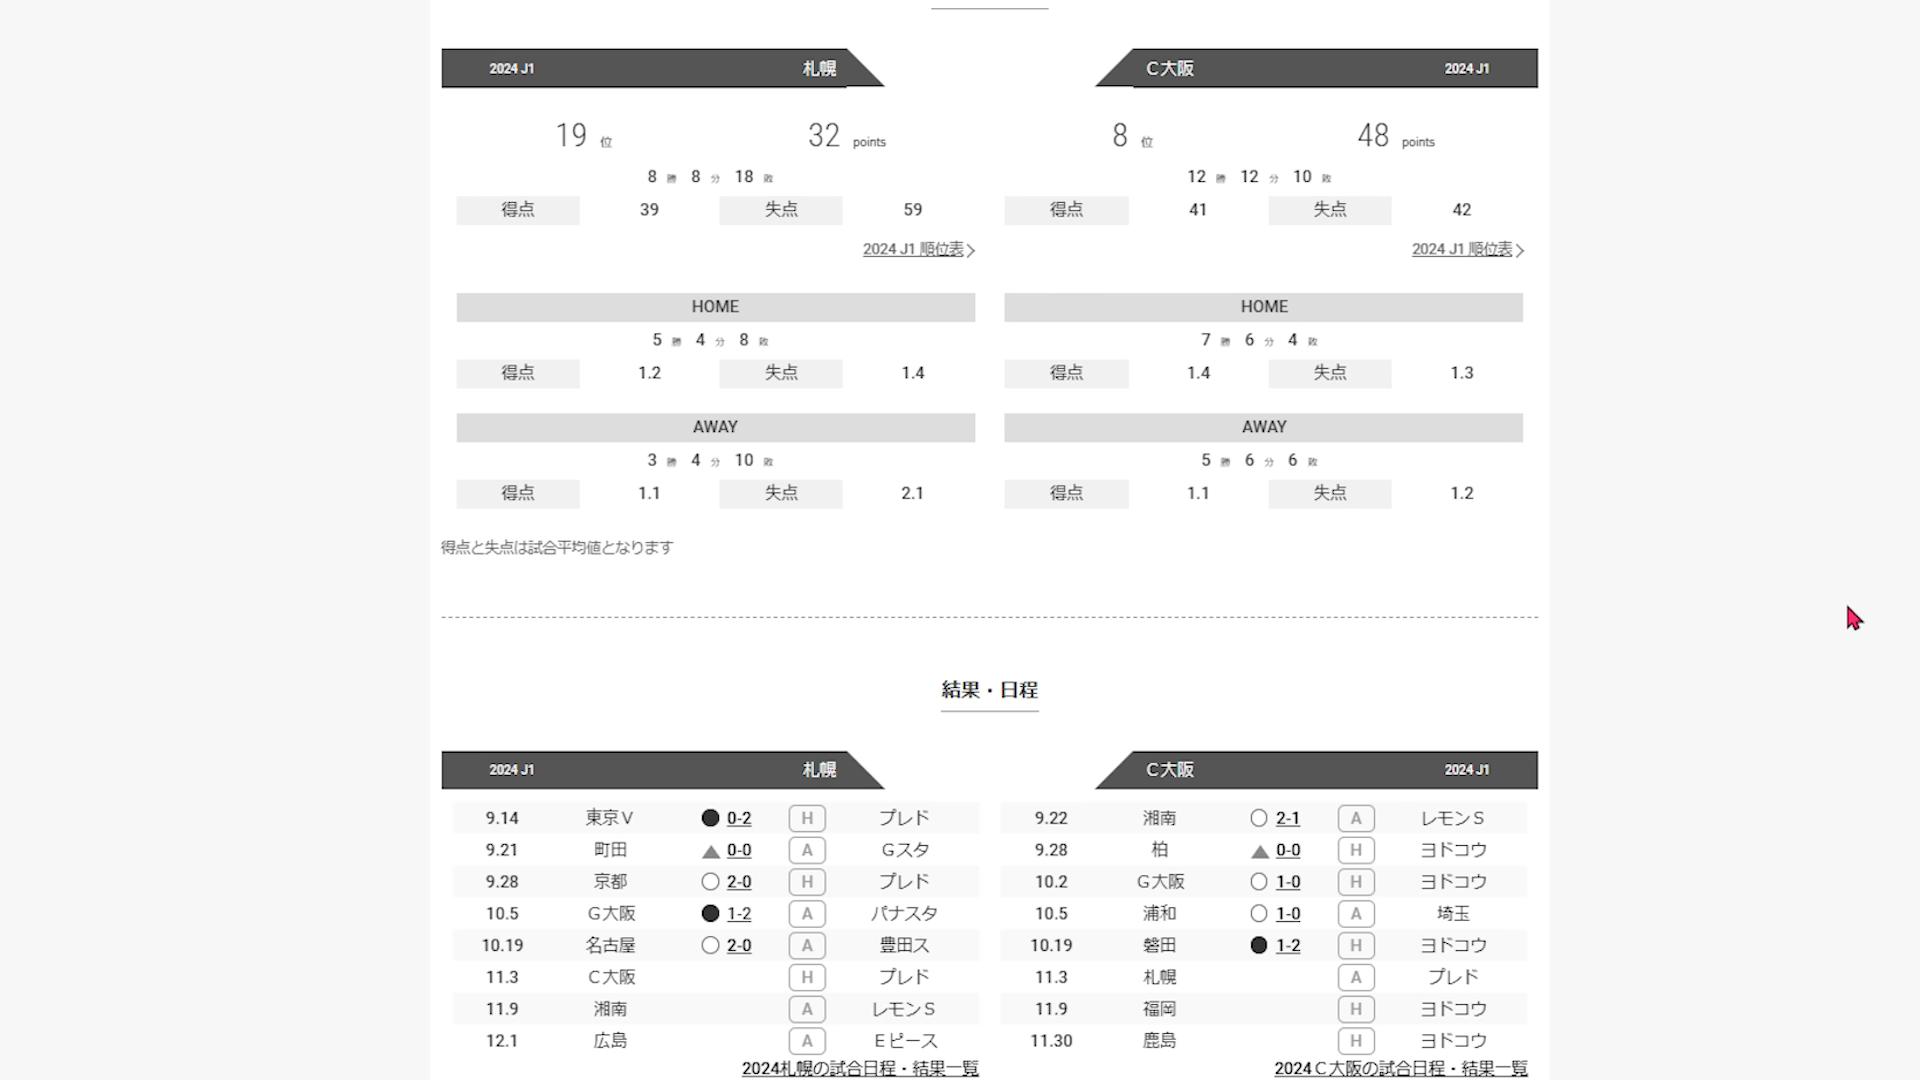 2024 J1 札幌
19 位 32 points
8 勝 8 分 18 敗
得点 39 失点 59
2024 J1 順位表
HOME
5 勝 4 分 8 敗
得点 1.2 失点 1.4
AWAY
3 勝 4 分 10 敗
得点 1.1 失点 2.1
C大阪 2024 J1
8 位 48 points
12 勝 12 分 10 敗
得点 41 失点 42
2024 J1 順位表
HOME
7 勝 6 分 4 敗
得点 1.4 失点 1.3
AWAY
5 勝 6 分 6 敗
得点 1.1 失点 1.2
得点と失点は試合平均値となります
結果・日程
2024 J1 札幌
9.14 東京V ● 0-2 H プレド
9.21 町田 ▲ 0-0 A Gスタ
9.28 京都 ○ 2-0 H プレド
10.5 G大阪 ● 1-2 A パナスタ
10.19 名古屋 ○ 2-0 A 豊田ス
11.3 C大阪 H プレド
11.9 湘南 A レモンS
12.1 広島 A Eピース
2024札幌の試合日程・結果一覧
C大阪 2024 J1
9.22 湘南 ○ 2-1 A レモンS
9.28 柏 ▲ 0-0 H ヨドコウ
10.2 G大阪 ○ 1-0 H ヨドコウ
10.5 浦和 ○ 1-0 A 埼玉
10.19 磐田 ● 1-2 H ヨドコウ
11.3 札幌 A プレド
11.9 福岡 H ヨドコウ
11.30 鹿島 H ヨドコウ
2024C大阪の試合日程・結果一覧